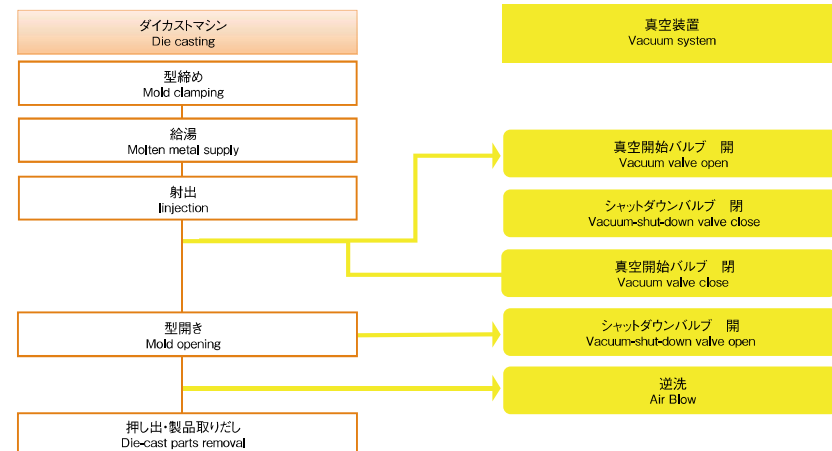 ダイカストマシン
Die casting
真空装置
Vacuum system
型締め
Mold clamping
給湯
Molten metal supply
射出
Iinjection
真空開始バルブ　開
Vacuum valve open
シャットダウンバルブ　閉
Vacuum-shut-down valve close
真空開始バルブ　閉
Vacuum valve close
型開き
Mold opening
シャットダウンバルブ　開
Vacuum-shut-down valve open
逆洗
Air Blow
押し出・製品取りだし
Die-cast parts removal